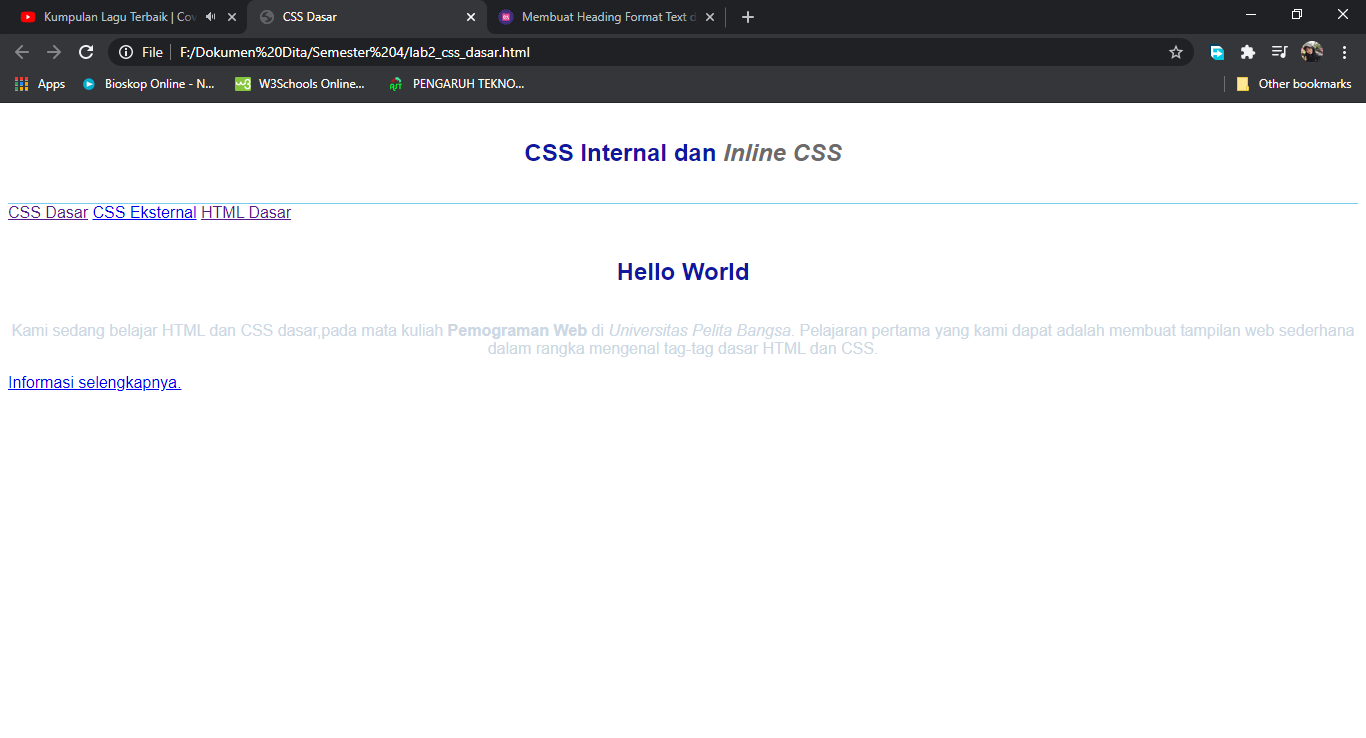 Kumpulan Lagu Terbaik | Cov
CSS Dasar
Membuat Heading Format Text d
File
F:/Dokumen%20Dita/Semester%204/lab2_css_dasar.html
Apps
Bioskop Online - N...
W3Schools Online...
PENGARUH TEKNO...
Other bookmarks
CSS Internal dan Inline CSS
CSS Dasar CSS Eksternal HTML Dasar
Hello World
Kami sedang belajar HTML dan CSS dasar,pada mata kuliah Pemograman Web di Universitas Pelita Bangsa. Pelajaran pertama yang kami dapat adalah membuat tampilan web sederhana
dalam rangka mengenal tag-tag dasar HTML dan CSS.
Informasi selengkapnya.